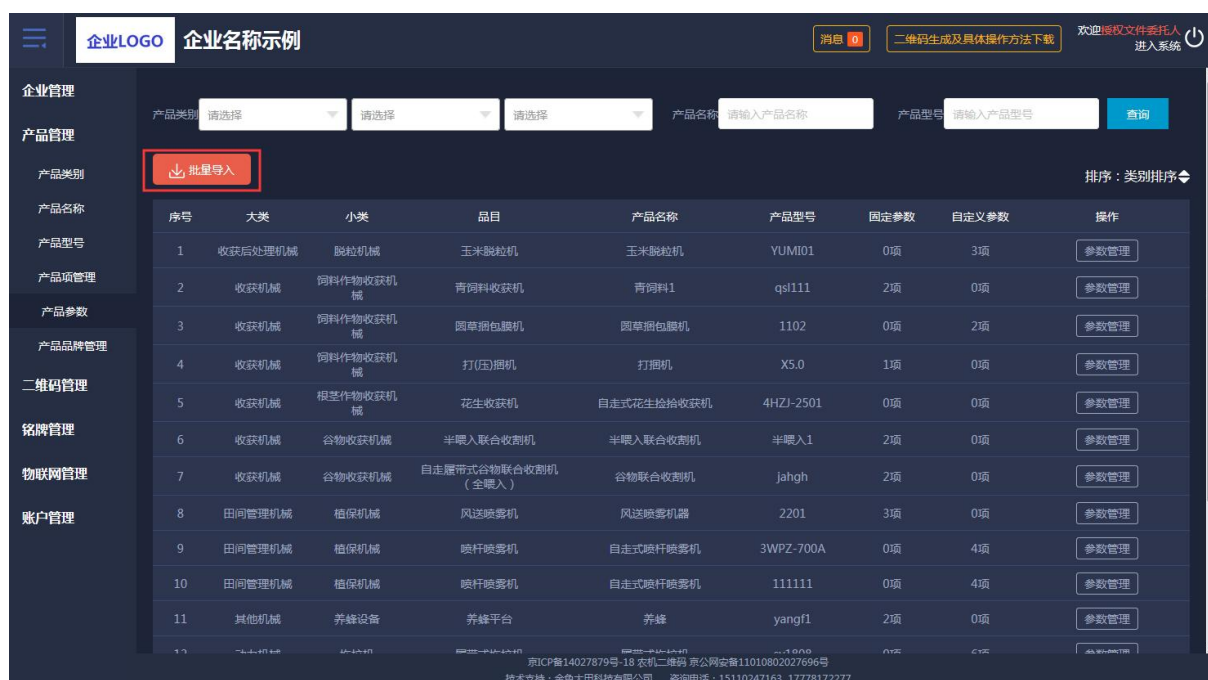 企业LOGO 企业名称示例 消息 0 二维码生成及具体操作方法下载 欢迎授权文件委托人
进入系统
企业管理
产品管理
产品类别
产品名称
产品型号
产品项管理
产品参数
产品品牌管理
二维码管理
铭牌管理
物联网管理
账户管理
产品类别 请选择 请选择 请选择 产品名称 请输入产品名称 产品型号 请输入产品型号 查询
批量导入
排序：类别排序
序号 大类 小类 品目 产品名称 产品型号 固定参数 自定义参数 操作
1 收获后处理机械 脱粒机械 玉米脱粒机 玉米脱粒机 YUMI01 0项 3项 参数管理
2 收获机械 饲料作物收获机械 青饲料收获机 青饲料1 qsl111 2项 0项 参数管理
3 收获机械 饲料作物收获机械 圆草捆包膜机 圆草捆包膜机 1102 0项 2项 参数管理
4 收获机械 饲料作物收获机械 打(压)捆机 打捆机 X5.0 1项 0项 参数管理
5 收获机械 根茎作物收获机械 花生收获机 自走式花生捡拾收获机 4HZJ-2501 0项 0项 参数管理
6 收获机械 谷物收获机械 半喂入联合收割机 半喂入联合收割机 半喂入1 2项 0项 参数管理
7 收获机械 谷物收获机械 自走履带式谷物联合收割机（全喂入） 谷物联合收割机 jahgh 2项 0项 参数管理
8 田间管理机械 植保机械 风送喷雾机 风送喷雾机器 2201 3项 0项 参数管理
9 田间管理机械 植保机械 喷杆喷雾机 自走式喷杆喷雾机 3WPZ-700A 0项 4项 参数管理
10 田间管理机械 植保机械 喷杆喷雾机 自走式喷杆喷雾机 111111 0项 4项 参数管理
11 其他机械 养蜂设备 养蜂平台 养蜂 yangf1 2项 0项 参数管理
京ICP备14027879号-18 农机二维码 京公网安备11010802027696号
技术支持：金色大田科技有限公司 咨询电话：15110247163 17778172277